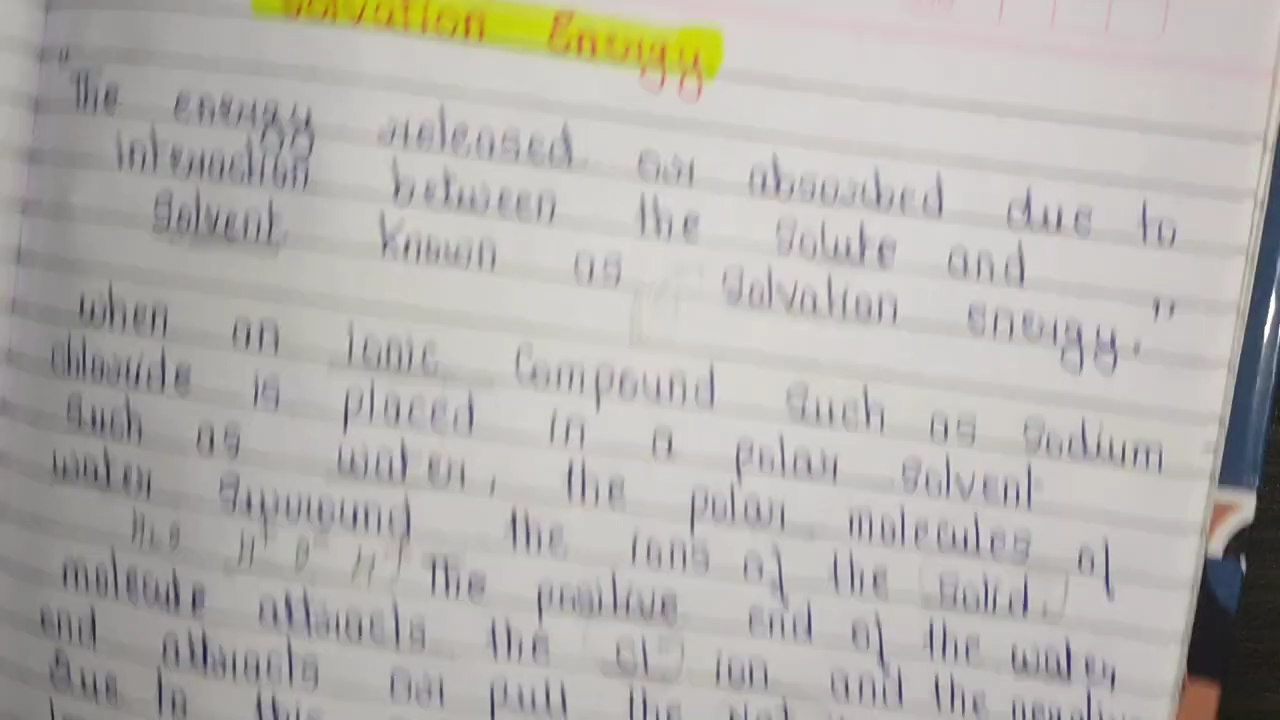 Solvation Energy
"The energy released or absorbed due to
interaction between the solute and
solvent known as solvation energy."
when an ionic compound such as sodium
chloride is placed in a polar solvent
such as water, the polar molecules of
water surround the ions of the solid.
H2O H O H The positive end of the water
molecule attracts the Cl ion and the
end attracts or pull the
due to this